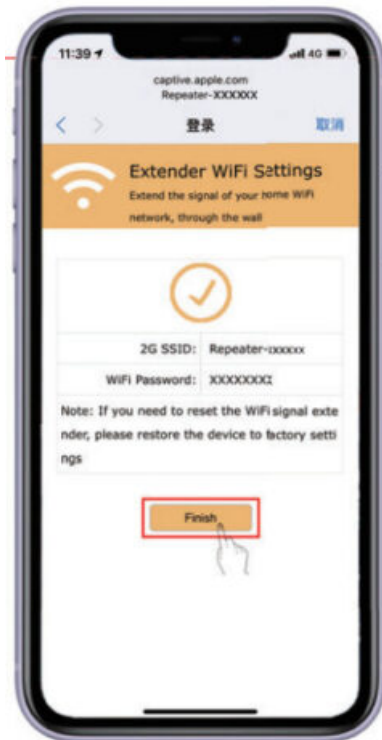 11:39
4G
captive.apple.com
Repeater-XXXXXX
登录
取消
Extender WiFi Settings
Extend the signal of your home WiFi
network, through the wall
2G SSID: Repeater-xxxxxx
WiFi Password: XXXXXXXX
Note: If you need to reset the WiFi signal exte
nder, please restore the device to factory setti
ngs
Finish